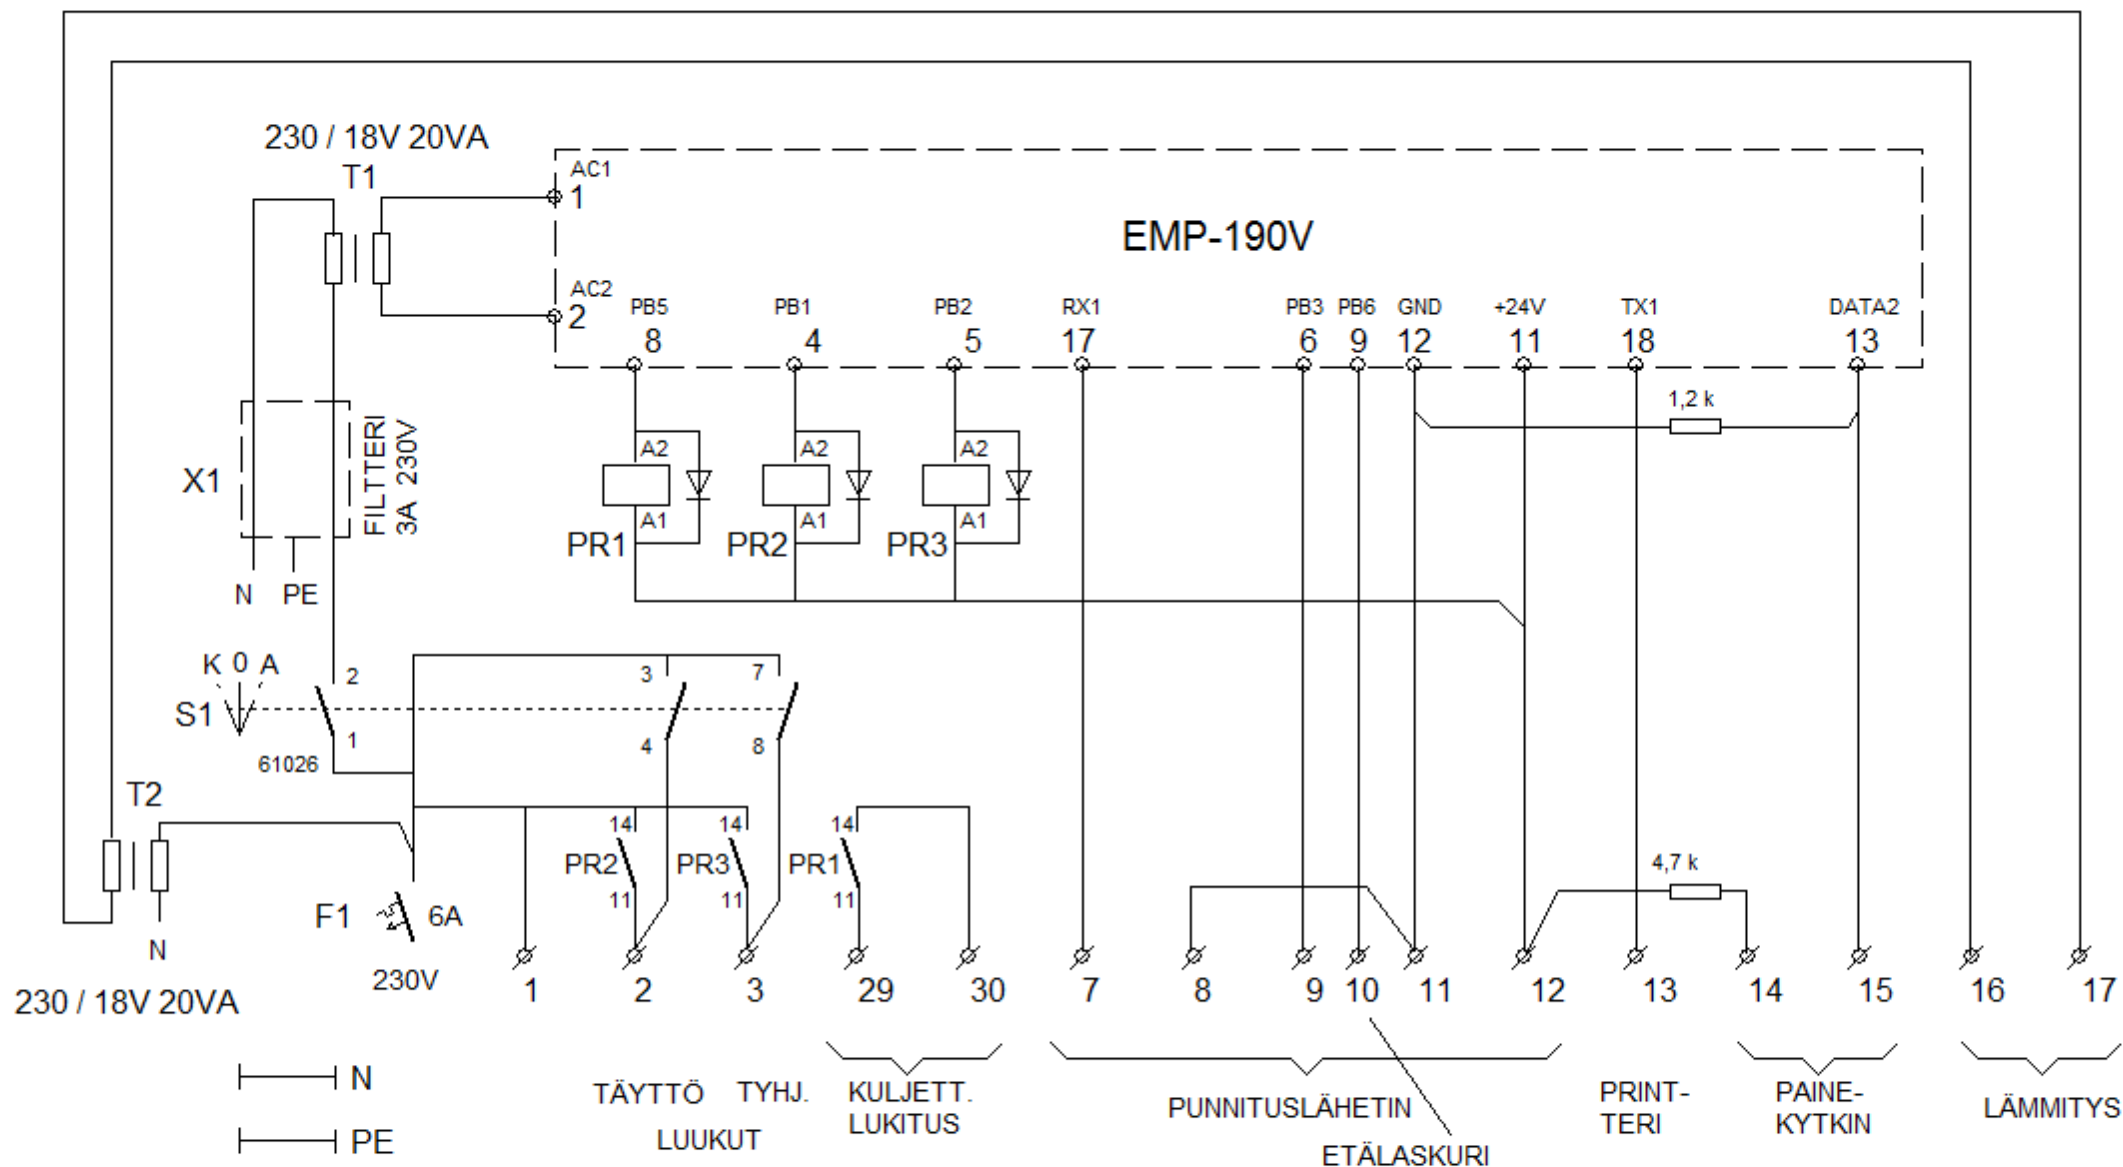 230 / 18V 20VA
T1
AC1
1
EMP-190V
AC2
2
PB5
PB1
PB2
RX1
PB3
PB6
GND
+24V
TX1
DATA2
8
4
5
17
6
9
12
11
18
13
1,2 k
X1
FILTTERI
3A 230V
A2
A2
A2
A1
A1
A1
PR1
PR2
PR3
N
PE
K 0 A
2
3
7
S1
1
4
8
61026
T2
14
14
14
PR2
PR3
PR1
4,7 k
11
11
11
F1
6A
N
230V
230 / 18V 20VA
1
2
3
29
30
7
8
9
10
11
12
13
14
15
16
17
N
TÄYTTÖ
TYHJ.
LUUKUT
KULJETT.
LUKITUS
PUNNITUSLÄHETIN
ETÄLASKURI
PRINT-
TERI
PAINE-
KYTKIN
LÄMMITYS
PE